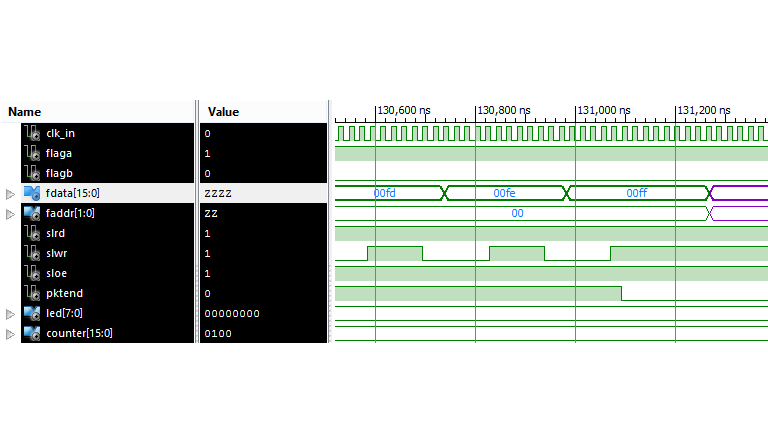 Name Value 130,600 ns 130,800 ns 131,000 ns 131,200 ns
clk_in 0
flaga 1
flagb 0
fdata[15:0] ZZZZ 00fd 00fe 00ff
faddr[1:0] ZZ 00
slrd 1
slwr 1
sloe 1
pktend 0
led[7:0] 00000000
counter[15:0] 0100